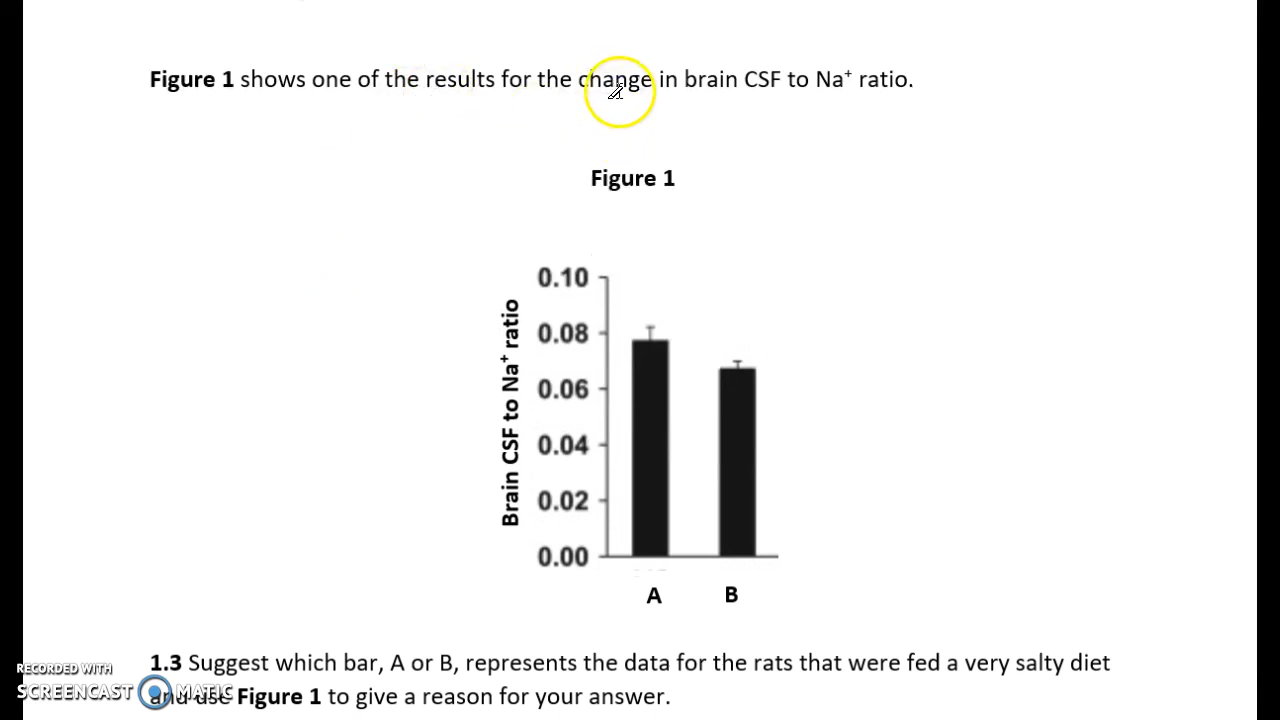 Figure 1 shows one of the results for the change in brain CSF to Na⁺ ratio.
Figure 1
Brain CSF to Na⁺ ratio
0.10
0.08
0.06
0.04
0.02
0.00
A B
1.3 Suggest which bar, A or B, represents the data for the rats that were fed a very salty diet
and use Figure 1 to give a reason for your answer.
RECORDED WITH
SCREENCAST MATIC